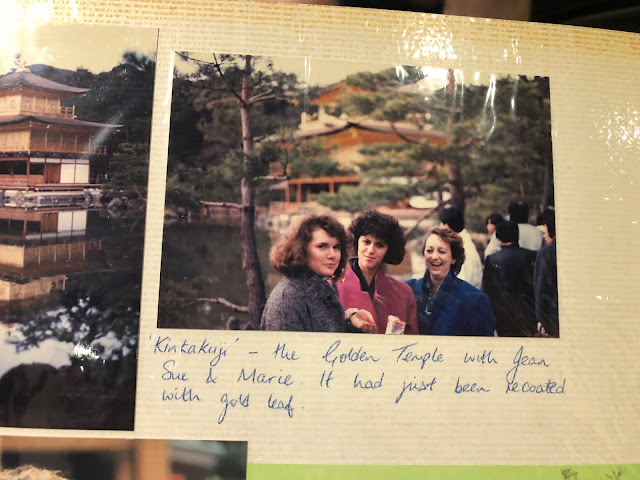 'Kinkakuji' - the Golden Temple with Jean
Sue & Marie. It had just been recoated
with gold leaf.